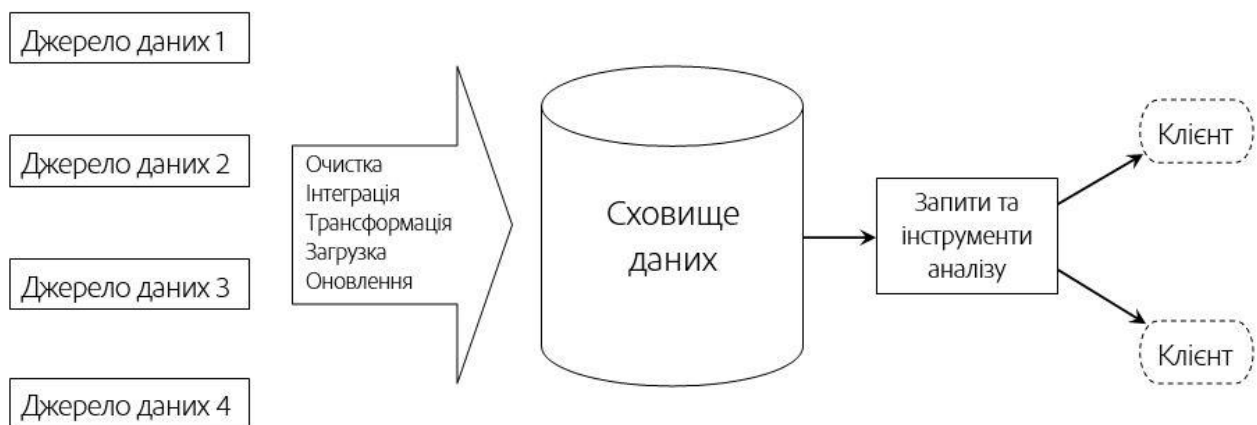 Джерело даних 1
Джерело даних 2
Джерело даних 3
Джерело даних 4
Очистка
Інтеграція
Трансформація
Загрузка
Оновлення
Сховище
даних
Запити та
інструменти
аналізу
Клієнт
Клієнт